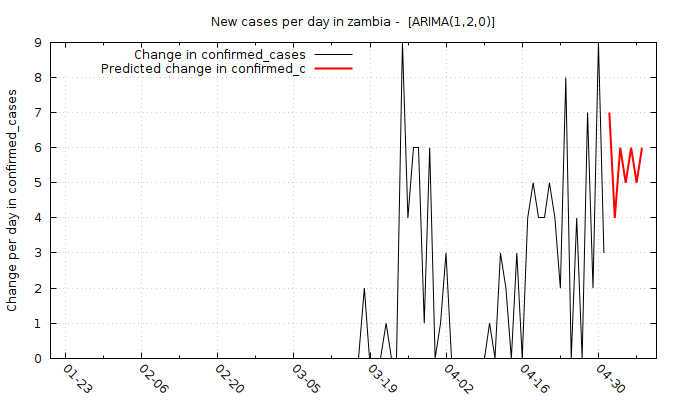 New cases per day in zambia -  [ARIMA(1,2,0)]
Change in confirmed_cases
Predicted change in confirmed_c
Change per day in confirmed_cases
9
8
7
6
5
4
3
2
1
0
01-23 02-06 02-20 03-05 03-19 04-02 04-16 04-30